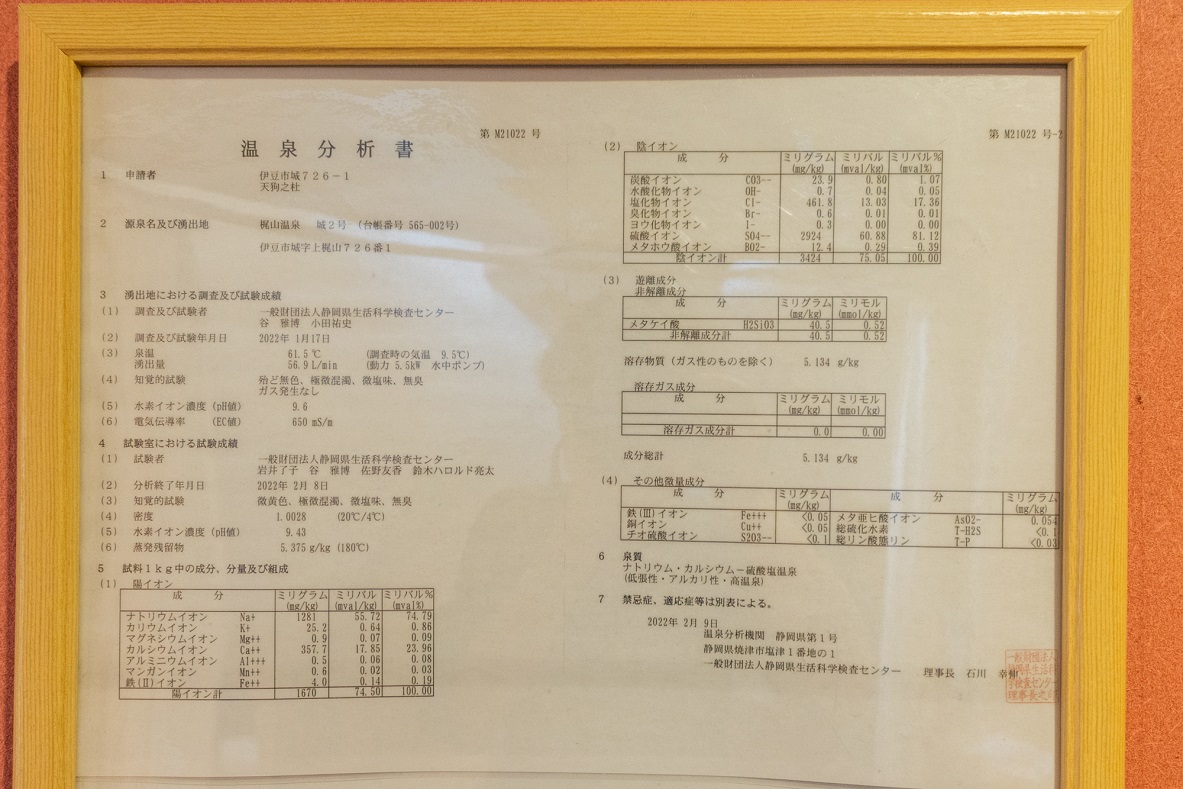 第 M21022 号
温泉分析書
1 申請者 伊豆市城726-1
天狗之杜
2 源泉名及び湧出地 梶山温泉 城2号 (台帳番号 565-002号)
伊豆市城字上梶山726番1
3 湧出地における調査及び試験成績
(1) 調査及び試験者 一般財団法人静岡県生活科学検査センター
谷 雅博 小田祐史
(2) 調査及び試験年月日 2022年 1月17日
(3) 泉温 61.5℃ (調査時の気温 9.5℃)
湧出量 56.9 L/min (動力 5.5kW 水中ポンプ)
(4) 知覚的試験 殆ど無色、極微混濁、微塩味、無臭
ガス発生なし
(5) 水素イオン濃度 (pH値) 9.6
(6) 電気伝導率 (EC値) 650 mS/m
4 試験室における試験成績
(1) 試験者 一般財団法人静岡県生活科学検査センター
岩井了子 谷 雅博 佐野友香 鈴木ハロルド亮太
(2) 分析終了年月日 2022年 2月 8日
(3) 知覚的試験 微黄色、極微混濁、微塩味、無臭
(4) 密度 1.0028 (20℃/4℃)
(5) 水素イオン濃度 (pH値) 9.43
(6) 蒸発残留物 5.375 g/kg (180℃)
5 試料1kg中の成分、分量及び組成
(1) 陽イオン
成分 ミリグラム ミリバル ミリバル%
(mg/kg) (mval/kg) (mval%)
ナトリウムイオン Na+ 1281 55.72 74.79
カリウムイオン K+ 25.2 0.64 0.86
マグネシウムイオン Mg++ 0.9 0.07 0.09
カルシウムイオン Ca++ 357.7 17.85 23.96
アルミニウムイオン Al+++ 0.5 0.06 0.08
マンガンイオン Mn++ 0.6 0.02 0.03
鉄(Ⅱ)イオン Fe++ 4.0 0.14 0.19
陽イオン計 1670 74.50 100.00
第 M21022 号-2
(2) 陰イオン
成分 ミリグラム ミリバル ミリバル%
(mg/kg) (mval/kg) (mval%)
炭酸イオン CO3-- 23.9 0.80 1.07
水酸化物イオン OH- 0.7 0.04 0.05
塩化物イオン Cl- 461.8 13.03 17.36
臭化物イオン Br- 0.6 0.01 0.01
ヨウ化物イオン I- 0.3 0.00 0.00
硫酸イオン SO4-- 2924 60.88 81.12
メタホウ酸イオン BO2- 12.4 0.29 0.39
陰イオン計 3424 75.05 100.00
(3) 遊離成分
非解離成分
成分 ミリグラム ミリモル
(mg/kg) (mmol/kg)
メタケイ酸 H2SiO3 40.5 0.52
非解離成分計 40.5 0.52
溶存物質 (ガス性のものを除く) 5.134 g/kg
溶存ガス成分
成分 ミリグラム ミリモル
(mg/kg) (mmol/kg)
溶存ガス成分計 0.0 0.00
成分総計 5.134 g/kg
(4) その他微量成分
成分 ミリグラム 成分 ミリグラム
(mg/kg) (mg/kg)
鉄(Ⅲ)イオン Fe+++ <0.05 メタ亜ヒ酸イオン AsO2- 0.054
銅イオン Cu++ <0.05 総硫化水素 T-H2S <0.1
チオ硫酸イオン S2O3-- <0.1 総リン酸態リン T-P <0.03
6 泉質
ナトリウム・カルシウム-硫酸塩温泉
(低張性・アルカリ性・高温泉)
7 禁忌症、適応症等は別表による。
2022年 2月 9日
温泉分析機関 静岡県第1号
静岡県焼津市塩津1番地の1
一般財団法人静岡県生活科学検査センター 理事長 石川 幸伸